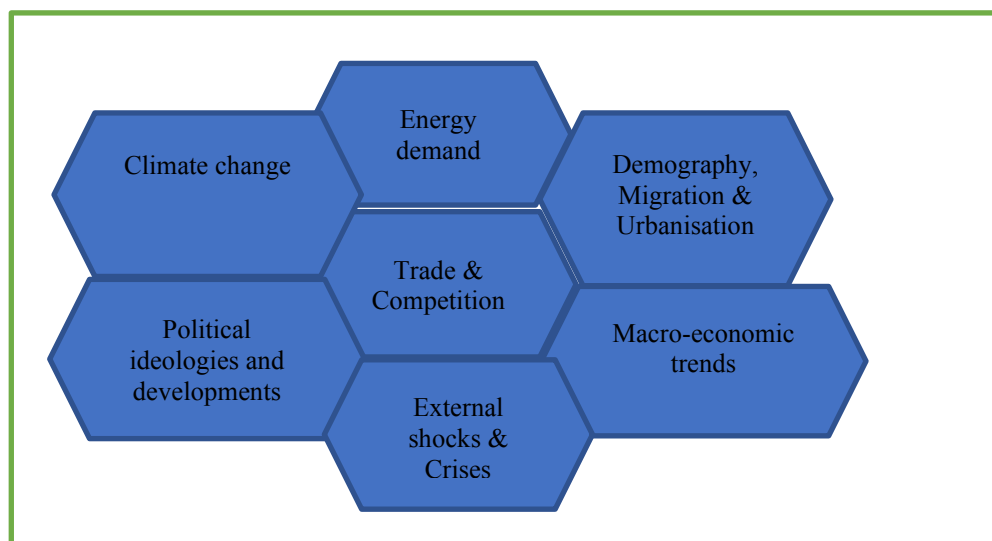 Energy
demand
Climate change
Demography,
Migration &
Urbanisation
Trade &
Competition
Political
ideologies and
developments
Macro-economic
trends
External
shocks &
Crises